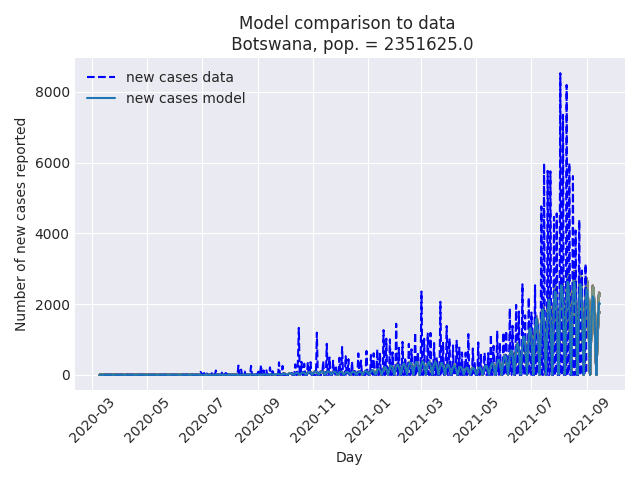 Model comparison to data
Botswana, pop. = 2351625.0
new cases data
new cases model
Number of new cases reported
8000
6000
4000
2000
0
2020-03
2020-05
2020-07
2020-09
2020-11
2021-01
2021-03
2021-05
2021-07
2021-09
Day